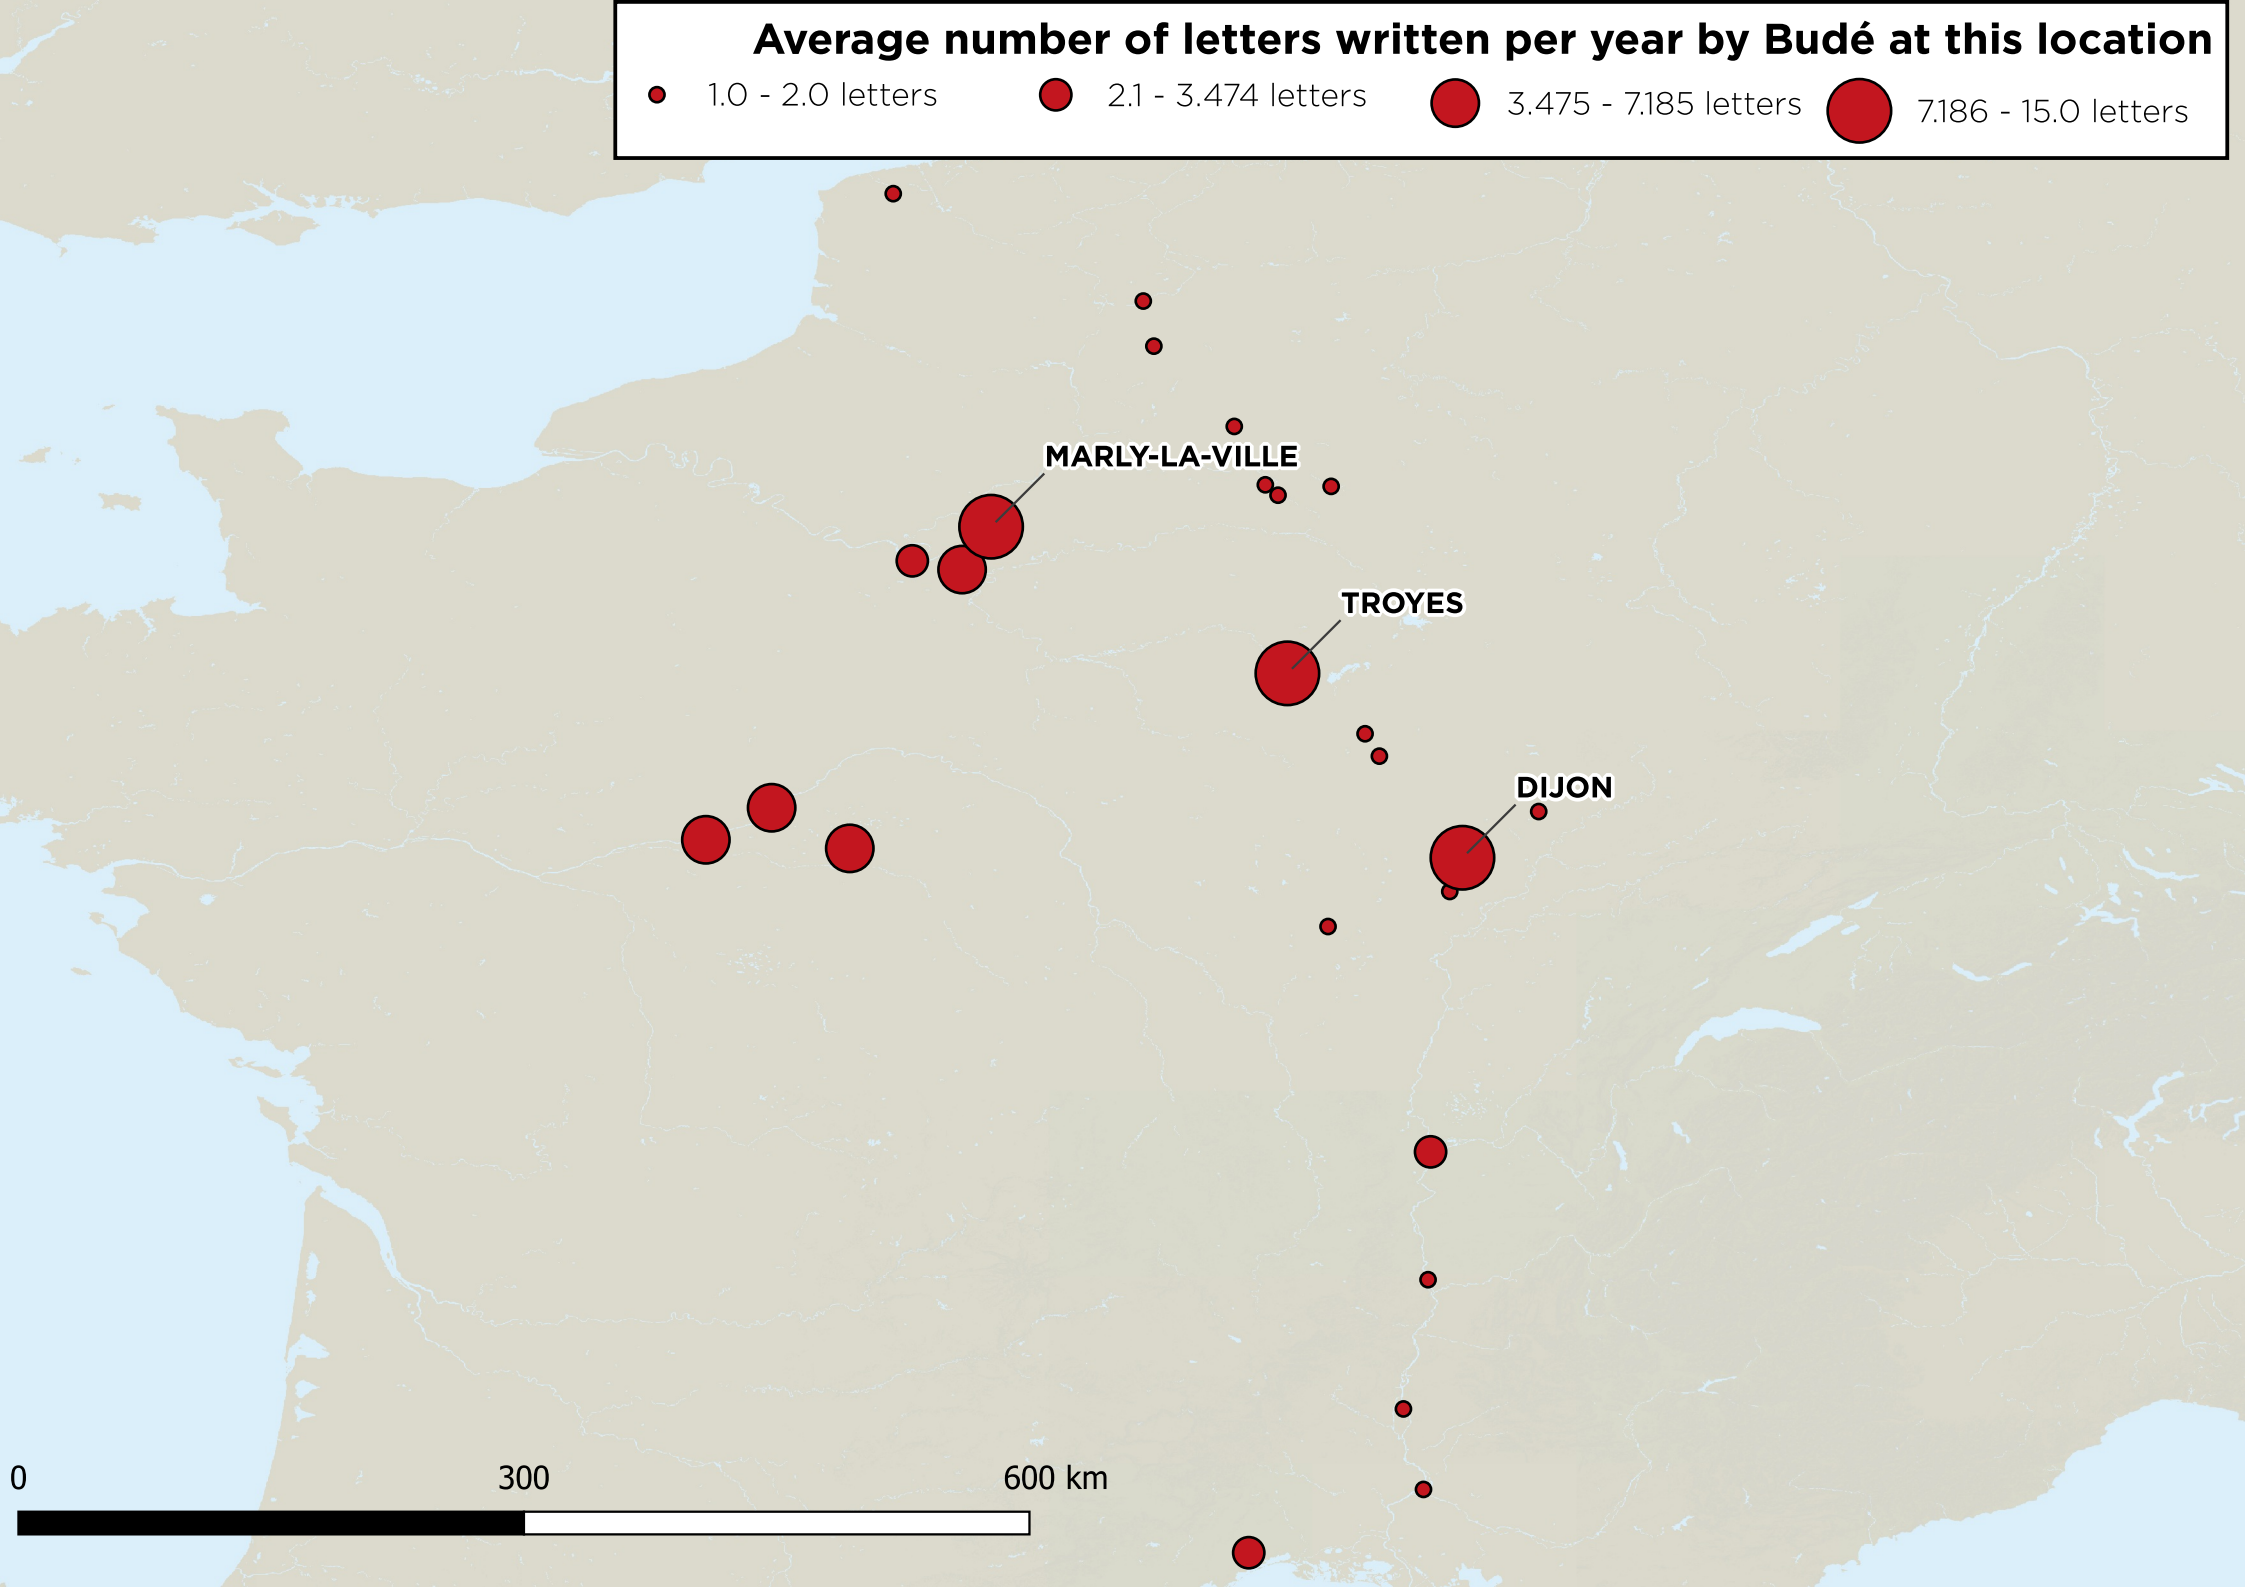 Average number of letters written per year by Budé at this location
1.0 - 2.0 letters
2.1 - 3.474 letters
3.475 - 7.185 letters
7.186 - 15.0 letters
MARLY-LA-VILLE
TROYES
DIJON
0 300 600 km